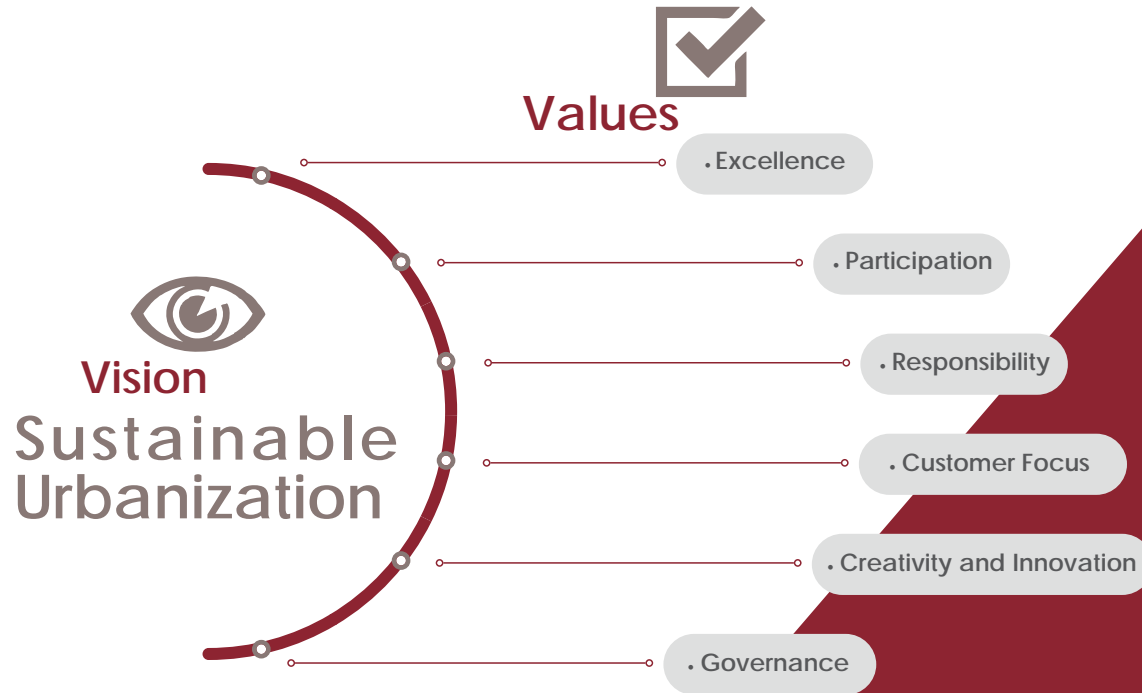 Values
. Excellence
. Participation
. Responsibility
. Customer Focus
. Creativity and Innovation
. Governance
Vision
Sustainable
Urbanization